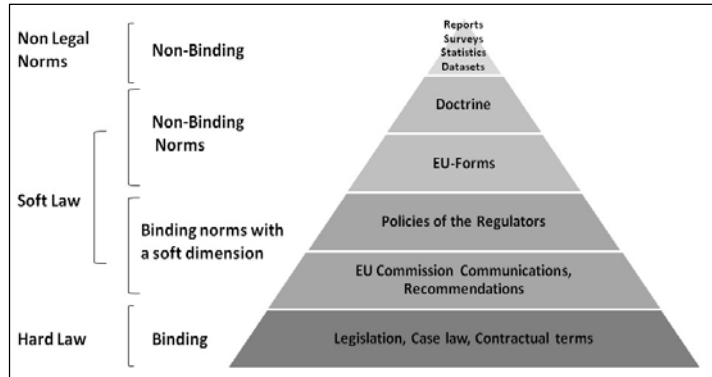 Non Legal
Norms
Non-Binding
Reports
Surveys
Statistics
Datasets
Non-Binding
Norms
Doctrine
EU-Forms
Soft Law
Binding norms with
a soft dimension
Policies of the Regulators
EU Commission Communications,
Recommendations
Hard Law
Binding
Legislation, Case law, Contractual terms